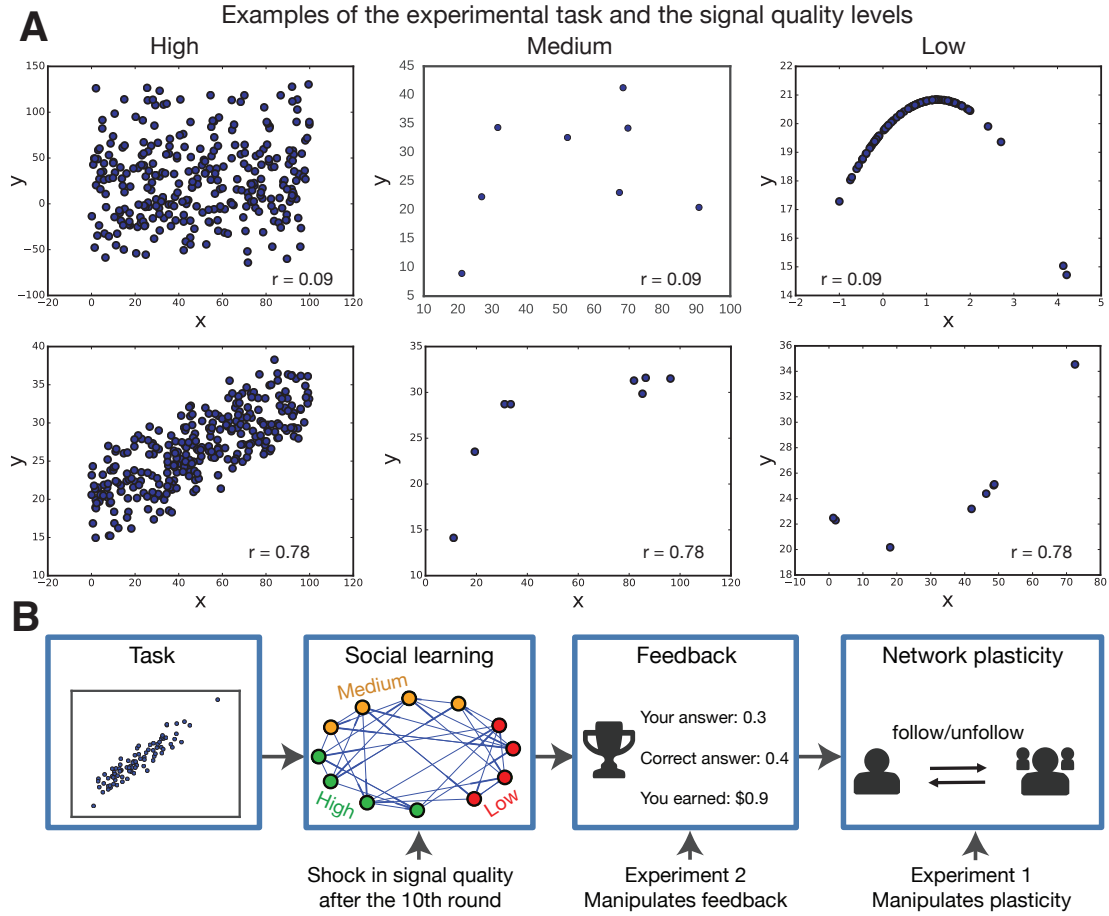 Examples of the experimental task and the signal quality levels
A
High
Medium
Low
150
100
50
0
−50
−100
y
−20 0 20 40 60 80 100 120
x
r = 0.09
45
40
35
30
25
20
15
10
5
y
10 20 30 40 50 60 70 80 90 100
x
r = 0.09
22
21
20
19
18
17
16
15
14
y
−2 −1 0 1 2 3 4 5
x
r = 0.09
40
35
30
25
20
15
10
y
−20 0 20 40 60 80 100 120
x
r = 0.78
35
30
25
20
15
10
y
0 20 40 60 80 100 120
x
r = 0.78
36
34
32
30
28
26
24
22
20
18
y
−10 0 10 20 30 40 50 60 70 80
x
r = 0.78
B
Task
Social learning
Medium
High
Low
Feedback
Your answer: 0.3
Correct answer: 0.4
You earned: $0.9
Network plasticity
follow/unfollow
Shock in signal quality
after the 10th round
Experiment 2
Manipulates feedback
Experiment 1
Manipulates plasticity